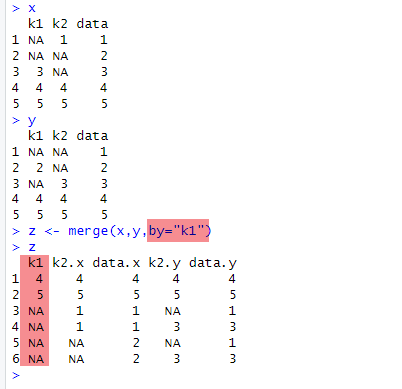 > x
  k1 k2 data
1 NA  1    1
2 NA NA    2
3  3 NA    3
4  4  4    4
5  5  5    5
> y
  k1 k2 data
1 NA NA    1
2  2 NA    2
3 NA  3    3
4  4  4    4
5  5  5    5
> z <- merge(x,y,by="k1")
> z
  k1 k2.x data.x k2.y data.y
1  4    4      4    4      4
2  5    5      5    5      5
3 NA    1      1   NA      1
4 NA    1      1    3      3
5 NA   NA      2   NA      1
6 NA   NA      2    3      3
>